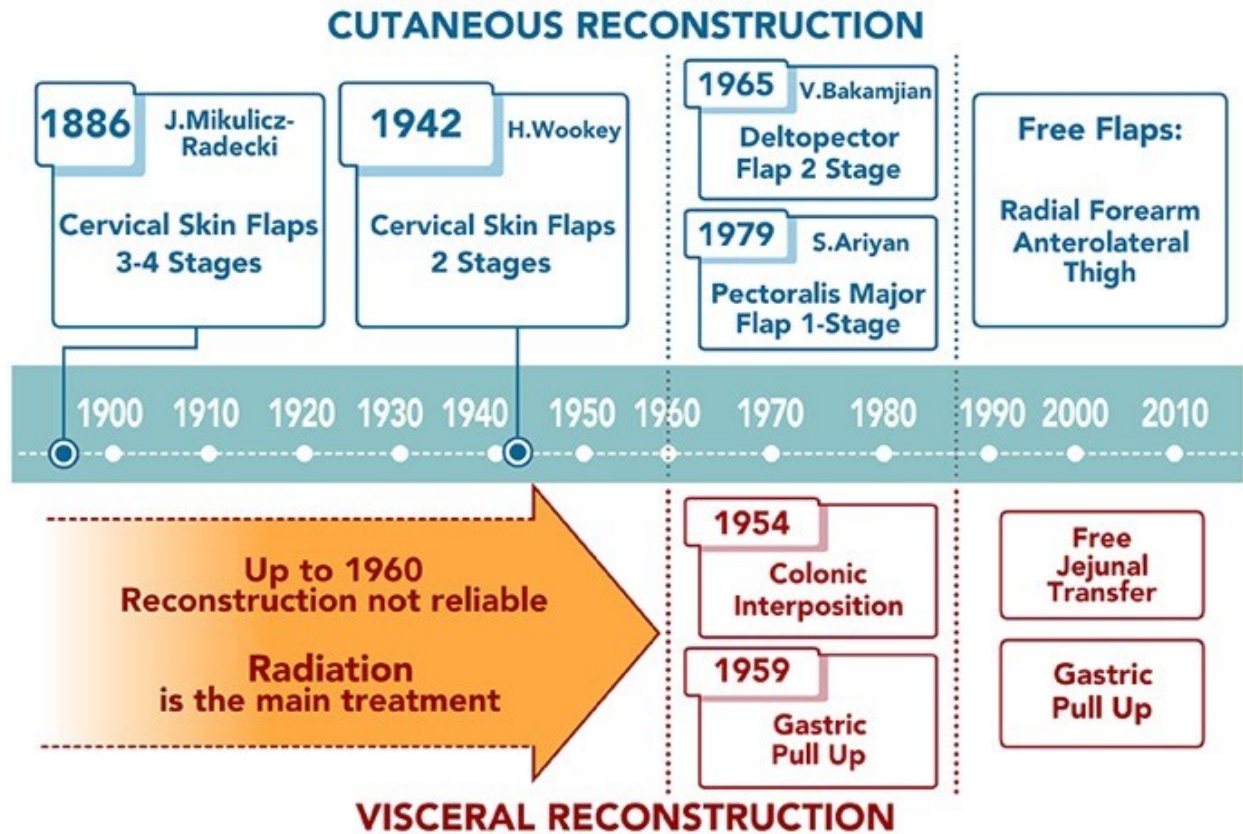 CUTANEOUS RECONSTRUCTION
1886
J.Mikulicz-
Radecki
Cervical Skin Flaps
3-4 Stages
1942
H.Wookey
Cervical Skin Flaps
2 Stages
1965
V.Bakamjian
Deltopector
Flap 2 Stage
1979
S.Ariyan
Pectoralis Major
Flap 1-Stage
Free Flaps:
Radial Forearm
Anterolateral
Thigh
1900 1910 1920 1930 1940 1950 1960 1970 1980 1990 2000 2010
Up to 1960
Reconstruction not reliable
Radiation
is the main treatment
1954
Colonic
Interposition
1959
Gastric
Pull Up
Free
Jejunal
Transfer
Gastric
Pull Up
VISCERAL RECONSTRUCTION